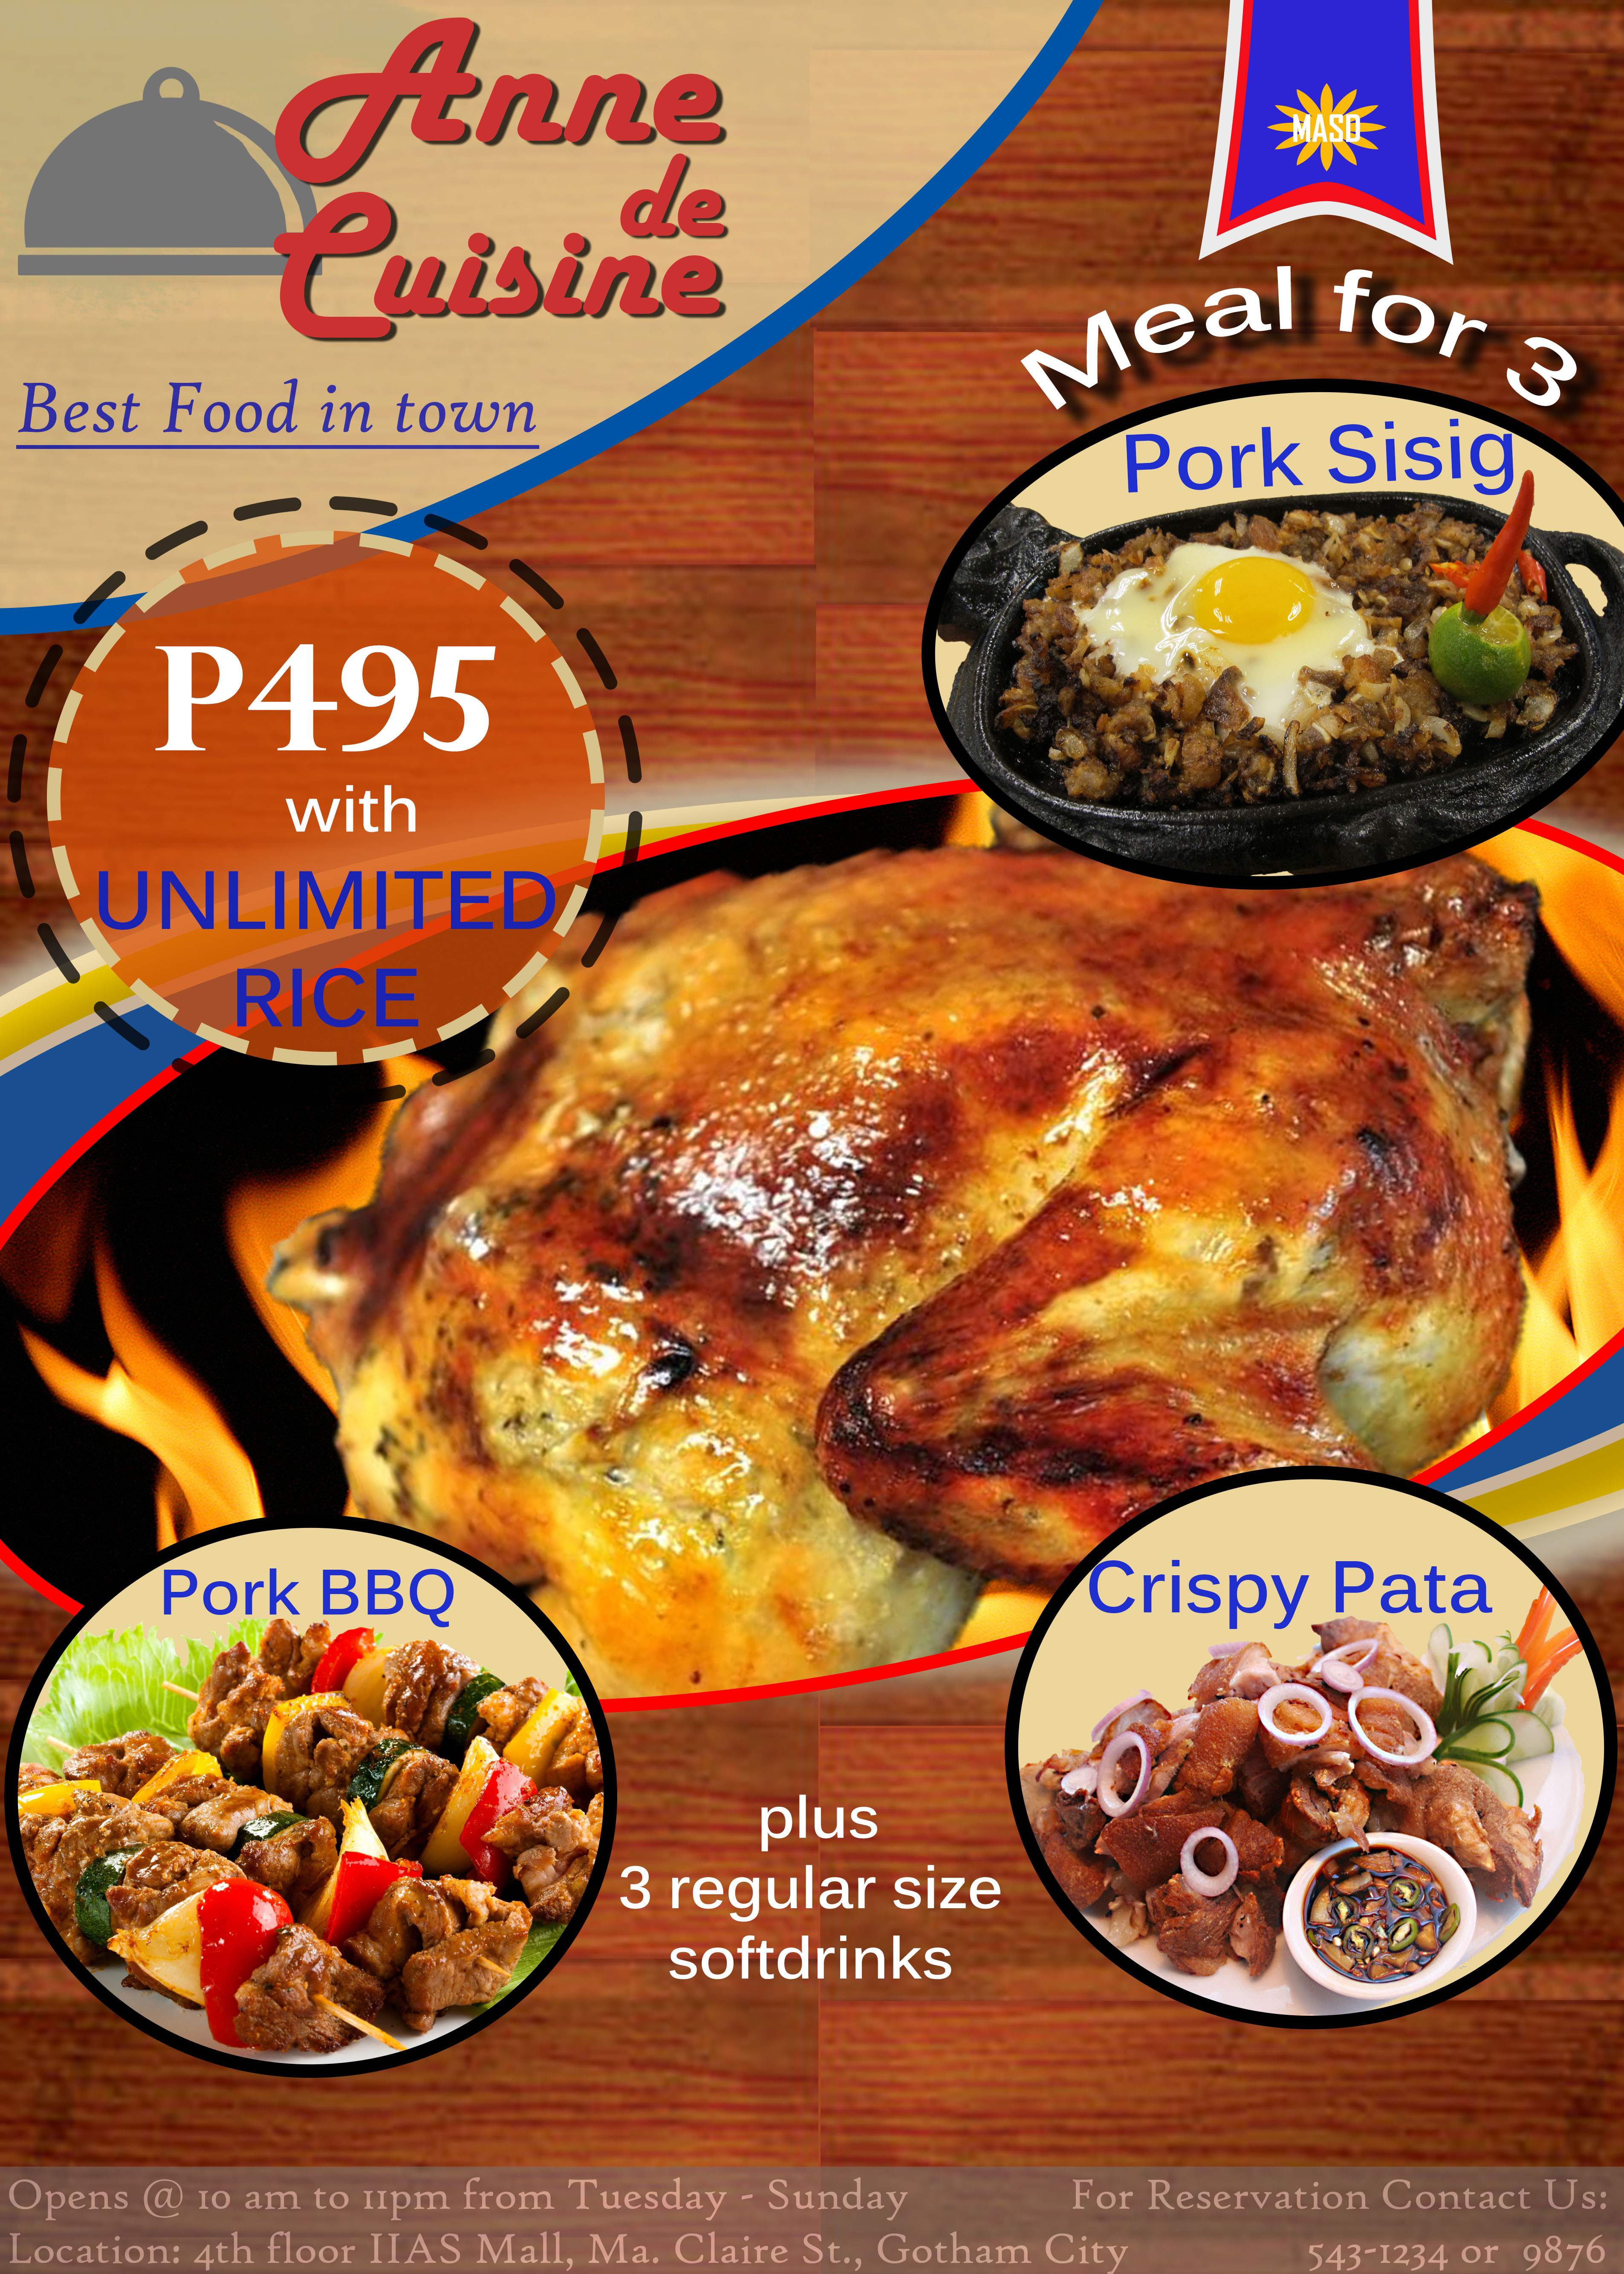 Anne
de
Cuisine
Best Food in town
MASO
Meal for 3
Pork Sisig
P495
with
UNLIMITED
RICE
Pork BBQ
Crispy Pata
plus
3 regular size
softdrinks
Opens @ 10 am to 11pm from Tuesday - Sunday
For Reservation Contact Us:
Location: 4th floor IIAS Mall, Ma. Claire St., Gotham City
543-1234 or 9876